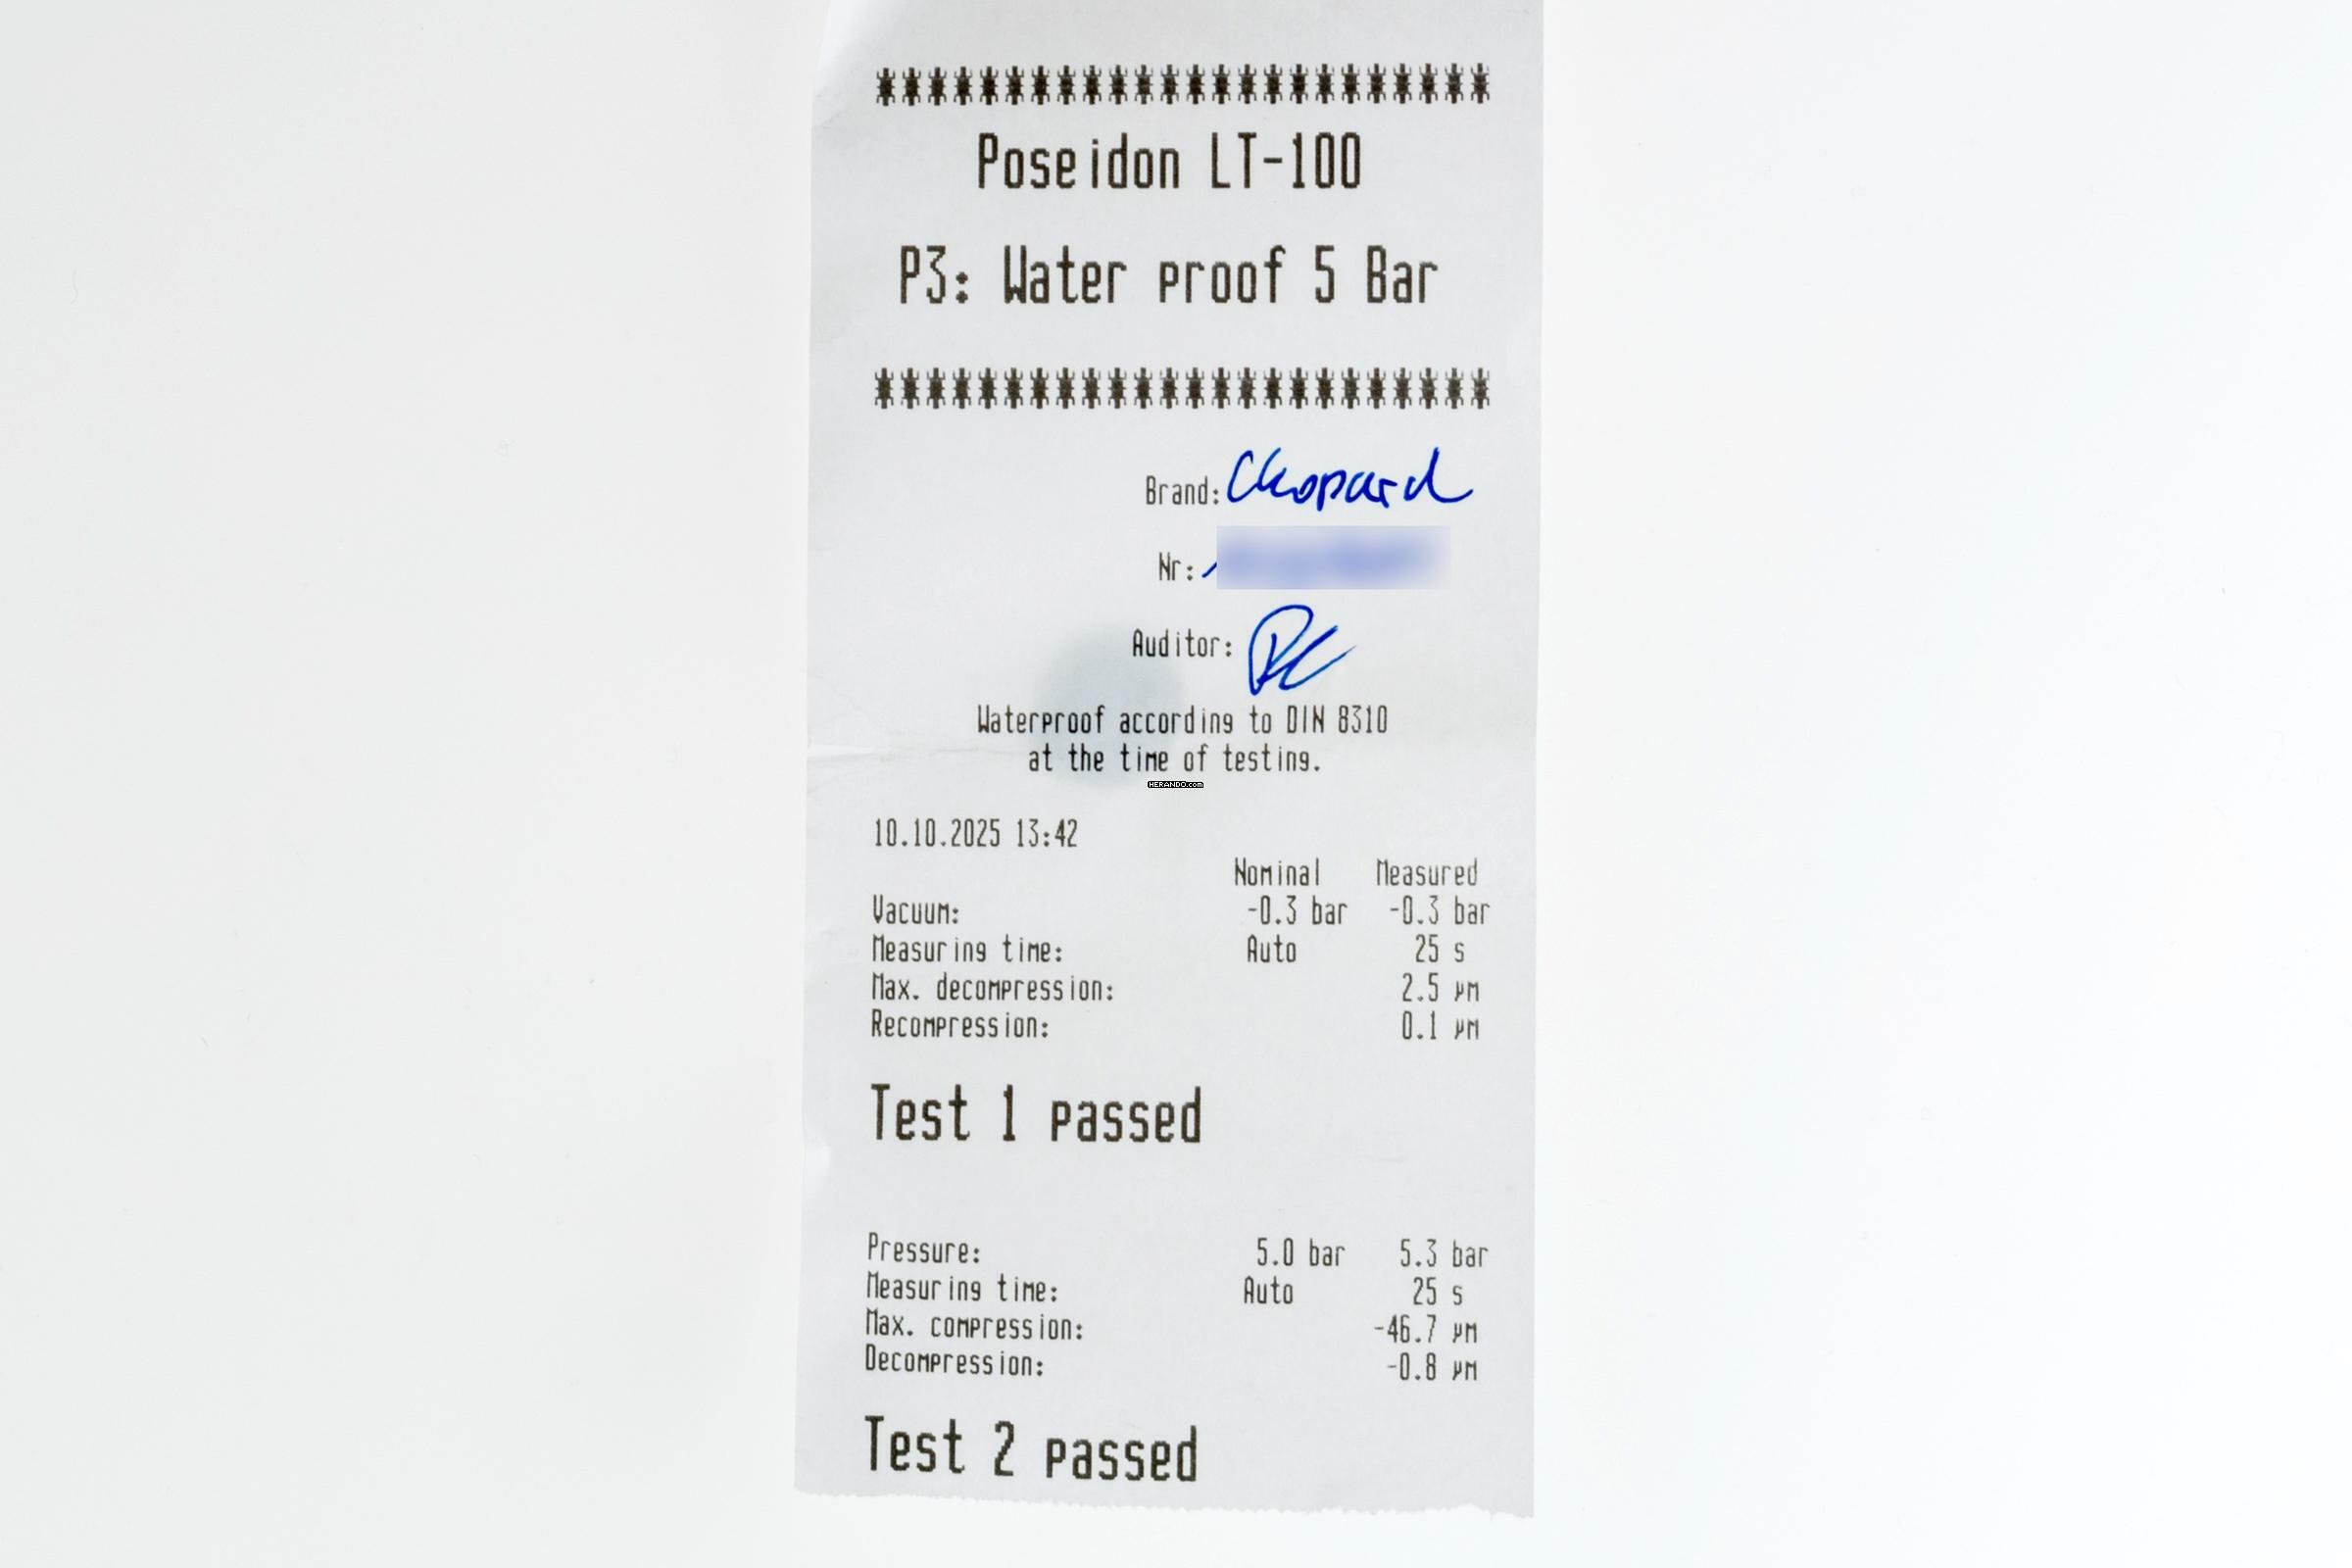 ************************
Poseidon LT-100
P3: Water proof 5 Bar
************************
Brand: Chopard
Nr:
Auditor:
Waterproof according to DIN 8310
at the time of testing.
HERANDO.com
10.10.2025 13:42
Nominal Measured
Vacuum: -0.3 bar -0.3 bar
Measuring time: Auto 25 s
Max. decompression: 2.5 µm
Recompression: 0.1 µm
Test 1 passed
Pressure: 5.0 bar 5.3 bar
Measuring time: Auto 25 s
Max. compression: -46.7 µm
Decompression: -0.8 µm
Test 2 passed